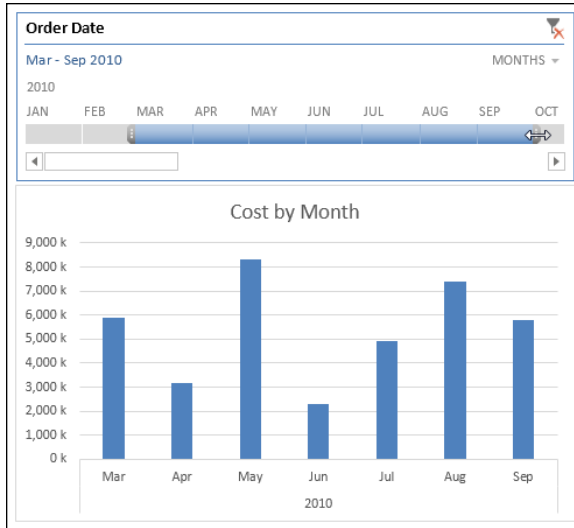 Order Date
Mar - Sep 2010 MONTHS
2010
JAN FEB MAR APR MAY JUN JUL AUG SEP OCT
Cost by Month
9,000 k
8,000 k
7,000 k
6,000 k
5,000 k
4,000 k
3,000 k
2,000 k
1,000 k
0 k
Mar Apr May Jun Jul Aug Sep
2010